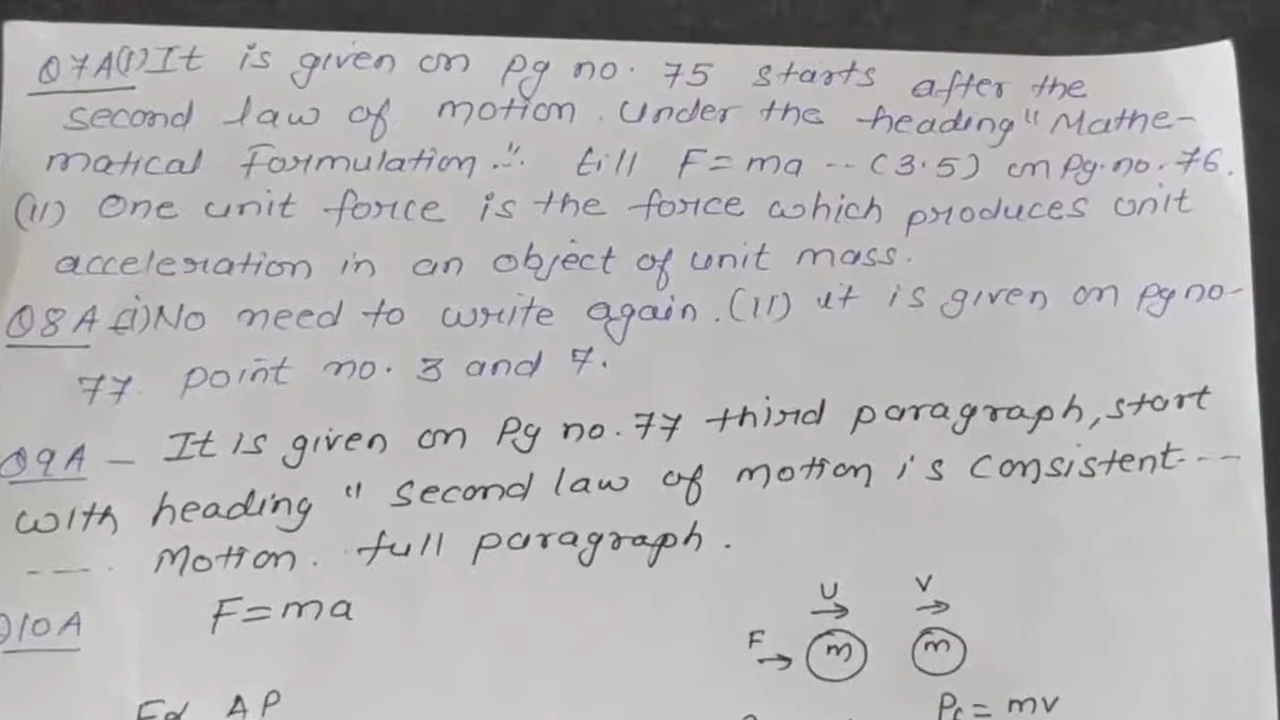 Q7A(i) It is given on pg no. 75 starts after the
second law of motion. Under the heading "Mathe-
matical Formulation.". till F=ma -- (3.5) on Pg. no. 76.
(ii) One unit force is the force which produces unit
acceleration in an object of unit mass.
Q8A (i) No need to write again. (ii) it is given on pg no-
77 point no. 3 and 7.
Q9A - It is given on Pg no. 77 third paragraph, start
with heading " Second law of motion is consistent ----
---- Motion. full paragraph.
Q10A F=ma
U V
F m m
AP
= mv